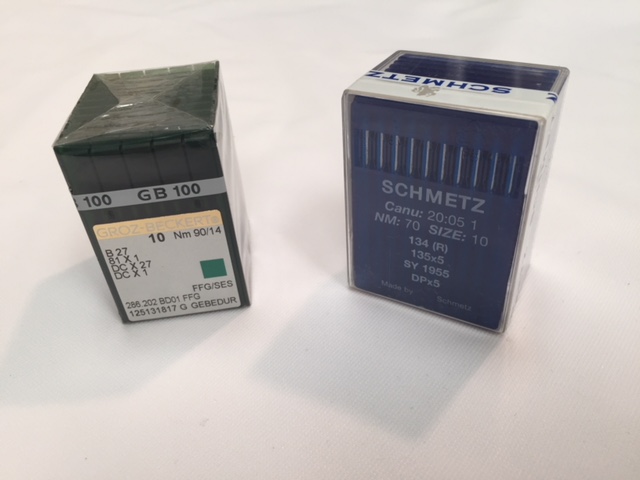 100 GB 100
GROZ-BECKERT®
10 Nm 90/14
B 27
81 X 1
DC X 27
DC X 1
FFG/SES
286.202 BD01 FFG
125131817 G GEBEDUR
SCHMETZ
SCHMETZ
Canu: 20:05 1
NM: 70 SIZE: 10
134 (R)
135x5
SY 1955
DPx5
Made by Schmetz